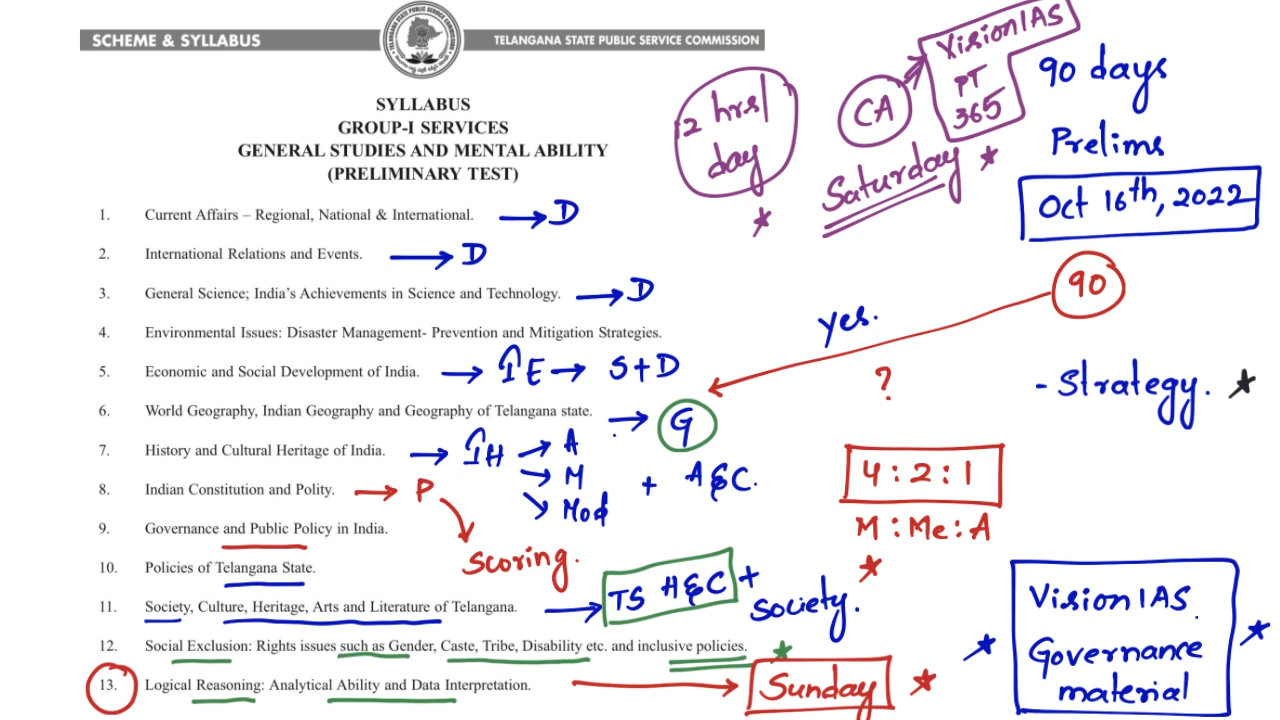 SCHEME & SYLLABUS
TELANGANA STATE PUBLIC SERVICE COMMISSION
SYLLABUS
GROUP-I SERVICES
GENERAL STUDIES AND MENTAL ABILITY
(PRELIMINARY TEST)
1. Current Affairs – Regional, National & International. → D
2. International Relations and Events. → D
3. General Science; India's Achievements in Science and Technology. → D
4. Environmental Issues: Disaster Management- Prevention and Mitigation Strategies.
5. Economic and Social Development of India. → IE → S+D
6. World Geography, Indian Geography and Geography of Telangana state. → G
7. History and Cultural Heritage of India. → IH → A
→ M
→ Mod
+ A&C.
8. Indian Constitution and Polity. → P
Scoring.
9. Governance and Public Policy in India.
10. Policies of Telangana State.
11. Society, Culture, Heritage, Arts and Literature of Telangana. → TS H&C + Society.
12. Social Exclusion: Rights issues such as Gender, Caste, Tribe, Disability etc. and inclusive policies.
13. Logical Reasoning: Analytical Ability and Data Interpretation. → Sunday
2 hrs/
day
CA → VisionIAS
PT
365
Saturday
90 days
Prelims
Oct 16th, 2022
90
yes.
?
- Strategy.
4 : 2 : 1
M : Me : A
VisionIAS
Governance
material